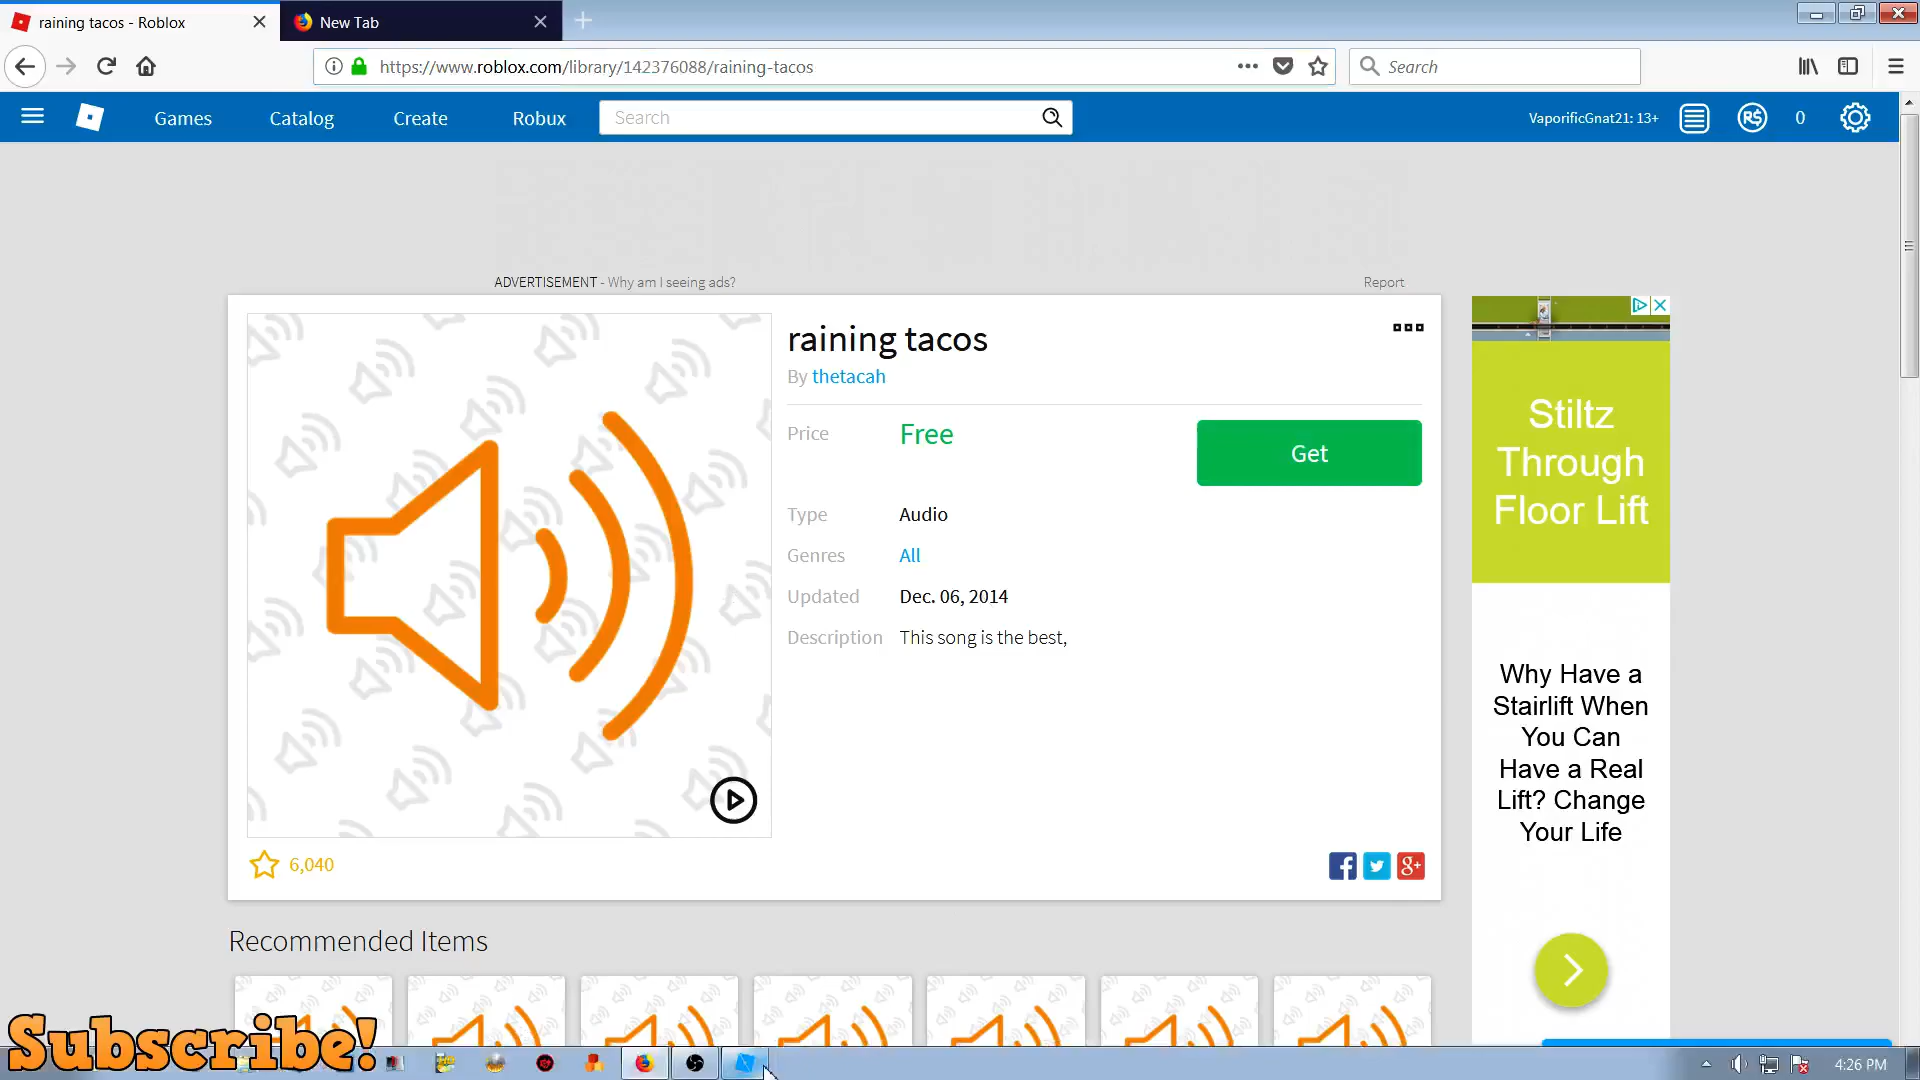 raining tacos - Roblox
New Tab
https://www.roblox.com/library/142376088/raining-tacos
Search
Games
Catalog
Create
Robux
Search
VaporificGnat21: 13+
R$
0
ADVERTISEMENT - Why am I seeing ads?
Report
raining tacos
By thetacah
Price
Free
Get
Type
Audio
Genres
All
Updated
Dec. 06, 2014
Description
This song is the best,
6,040
g+
Stiltz
Through
Floor Lift
Why Have a
Stairlift When
You Can
Have a Real
Lift? Change
Your Life
Recommended Items
Subscribe!
4:26 PM